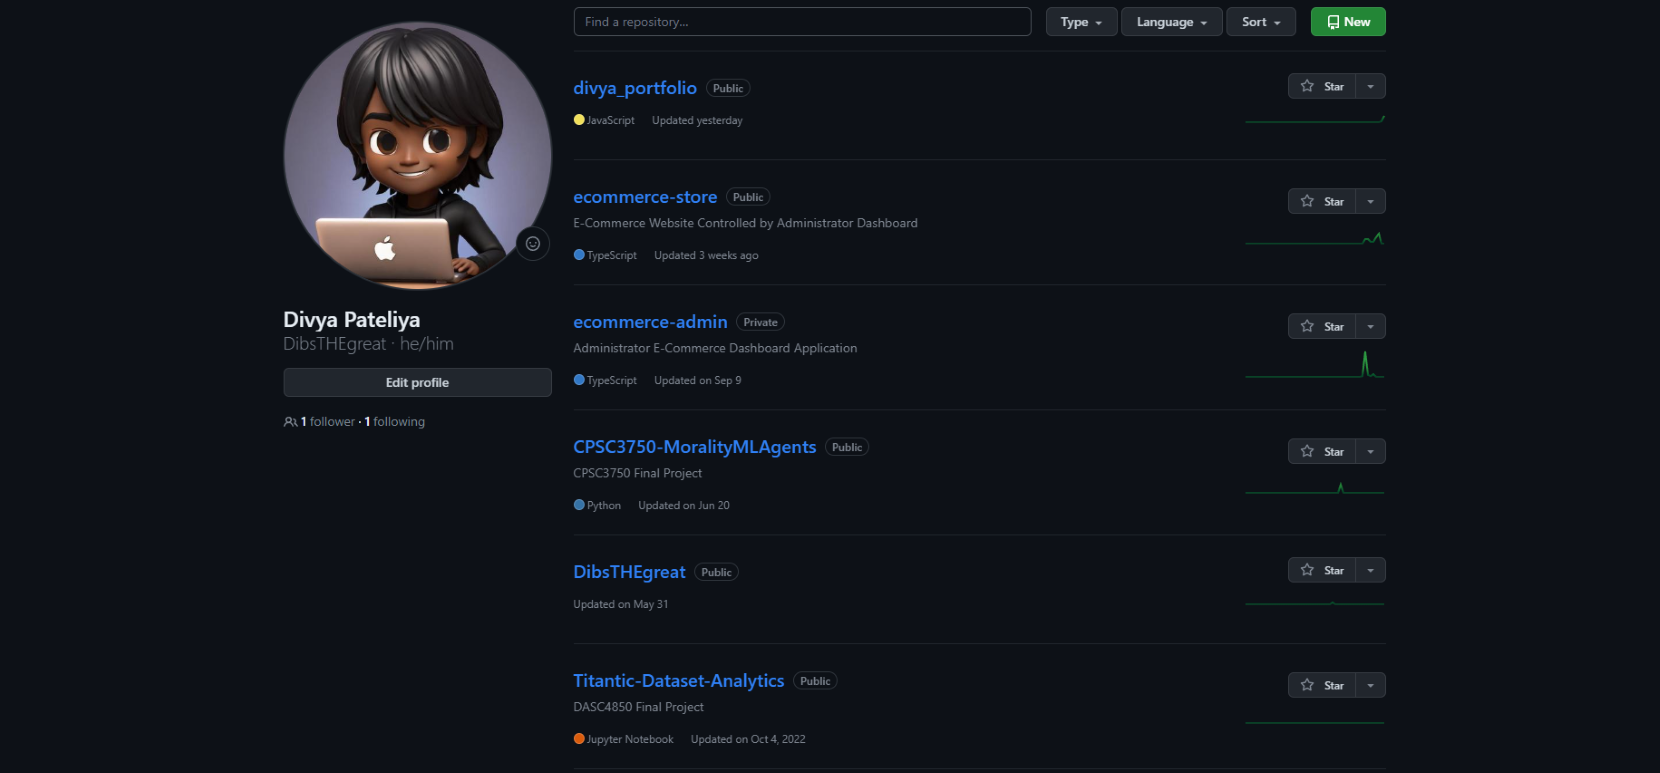 Find a repository...
Type
Language
Sort
New
divya_portfolio Public
Star
JavaScript Updated yesterday
ecommerce-store Public
Star
E-Commerce Website Controlled by Administrator Dashboard
TypeScript Updated 3 weeks ago
Divya Pateliya
DibsTHEgreat · he/him
Edit profile
1 follower · 1 following
ecommerce-admin Private
Star
Administrator E-Commerce Dashboard Application
TypeScript Updated on Sep 9
CPSC3750-MoralityMLAgents Public
Star
CPSC3750 Final Project
Python Updated on Jun 20
DibsTHEgreat Public
Star
Updated on May 31
Titantic-Dataset-Analytics Public
Star
DASC4850 Final Project
Jupyter Notebook Updated on Oct 4, 2022